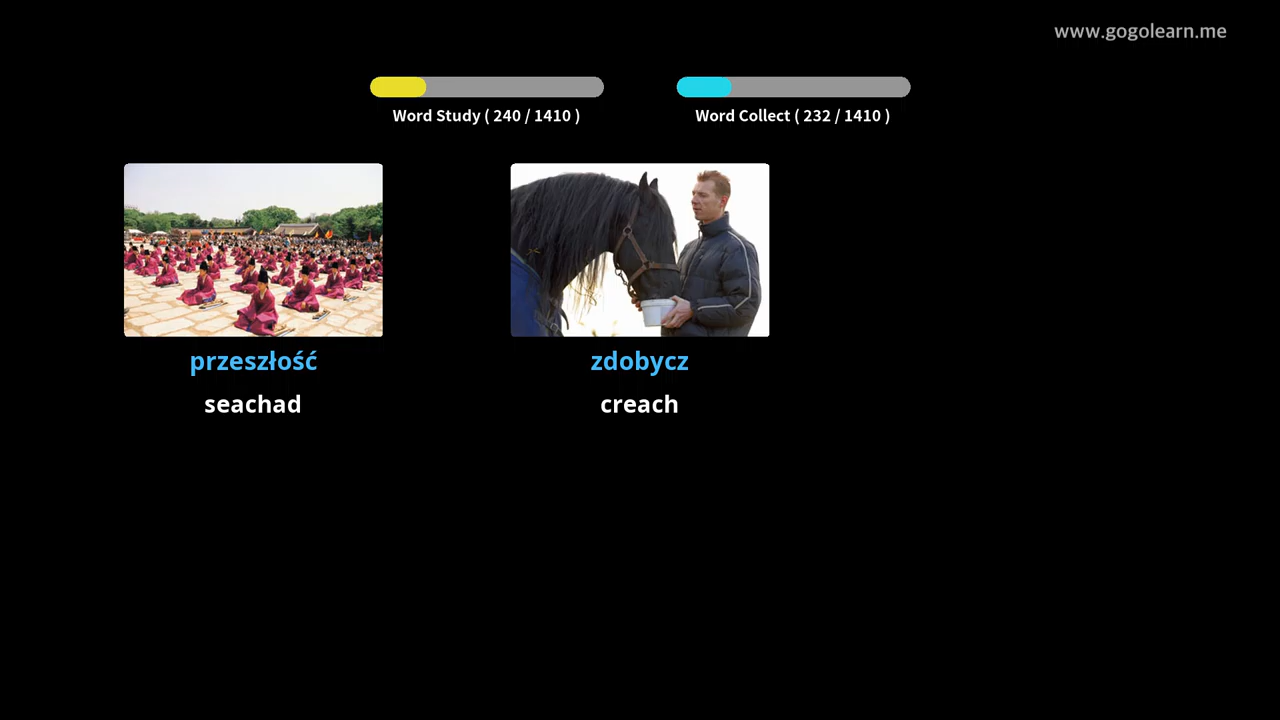 www.gogolearn.me
Word Study ( 240 / 1410 )
Word Collect ( 232 / 1410 )
przeszłość
zdobycz
seachad
creach